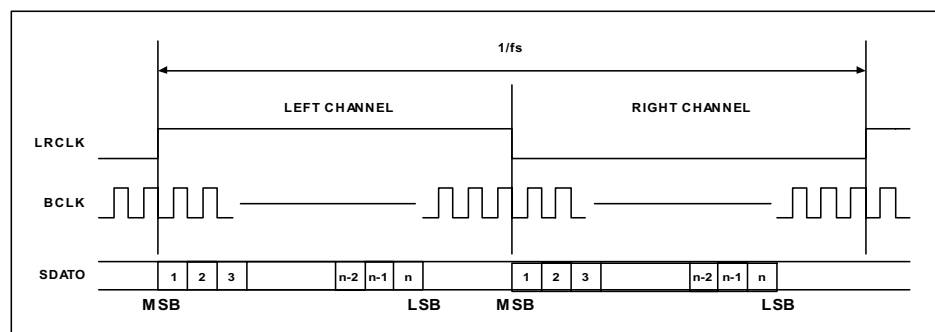 1/fs
LEFT CHANNEL RIGHT CHANNEL
LRCLK
BCLK
SDATO 1 2 3 n-2 n-1 n 1 2 3 n-2 n-1 n
MSB LSB MSB LSB